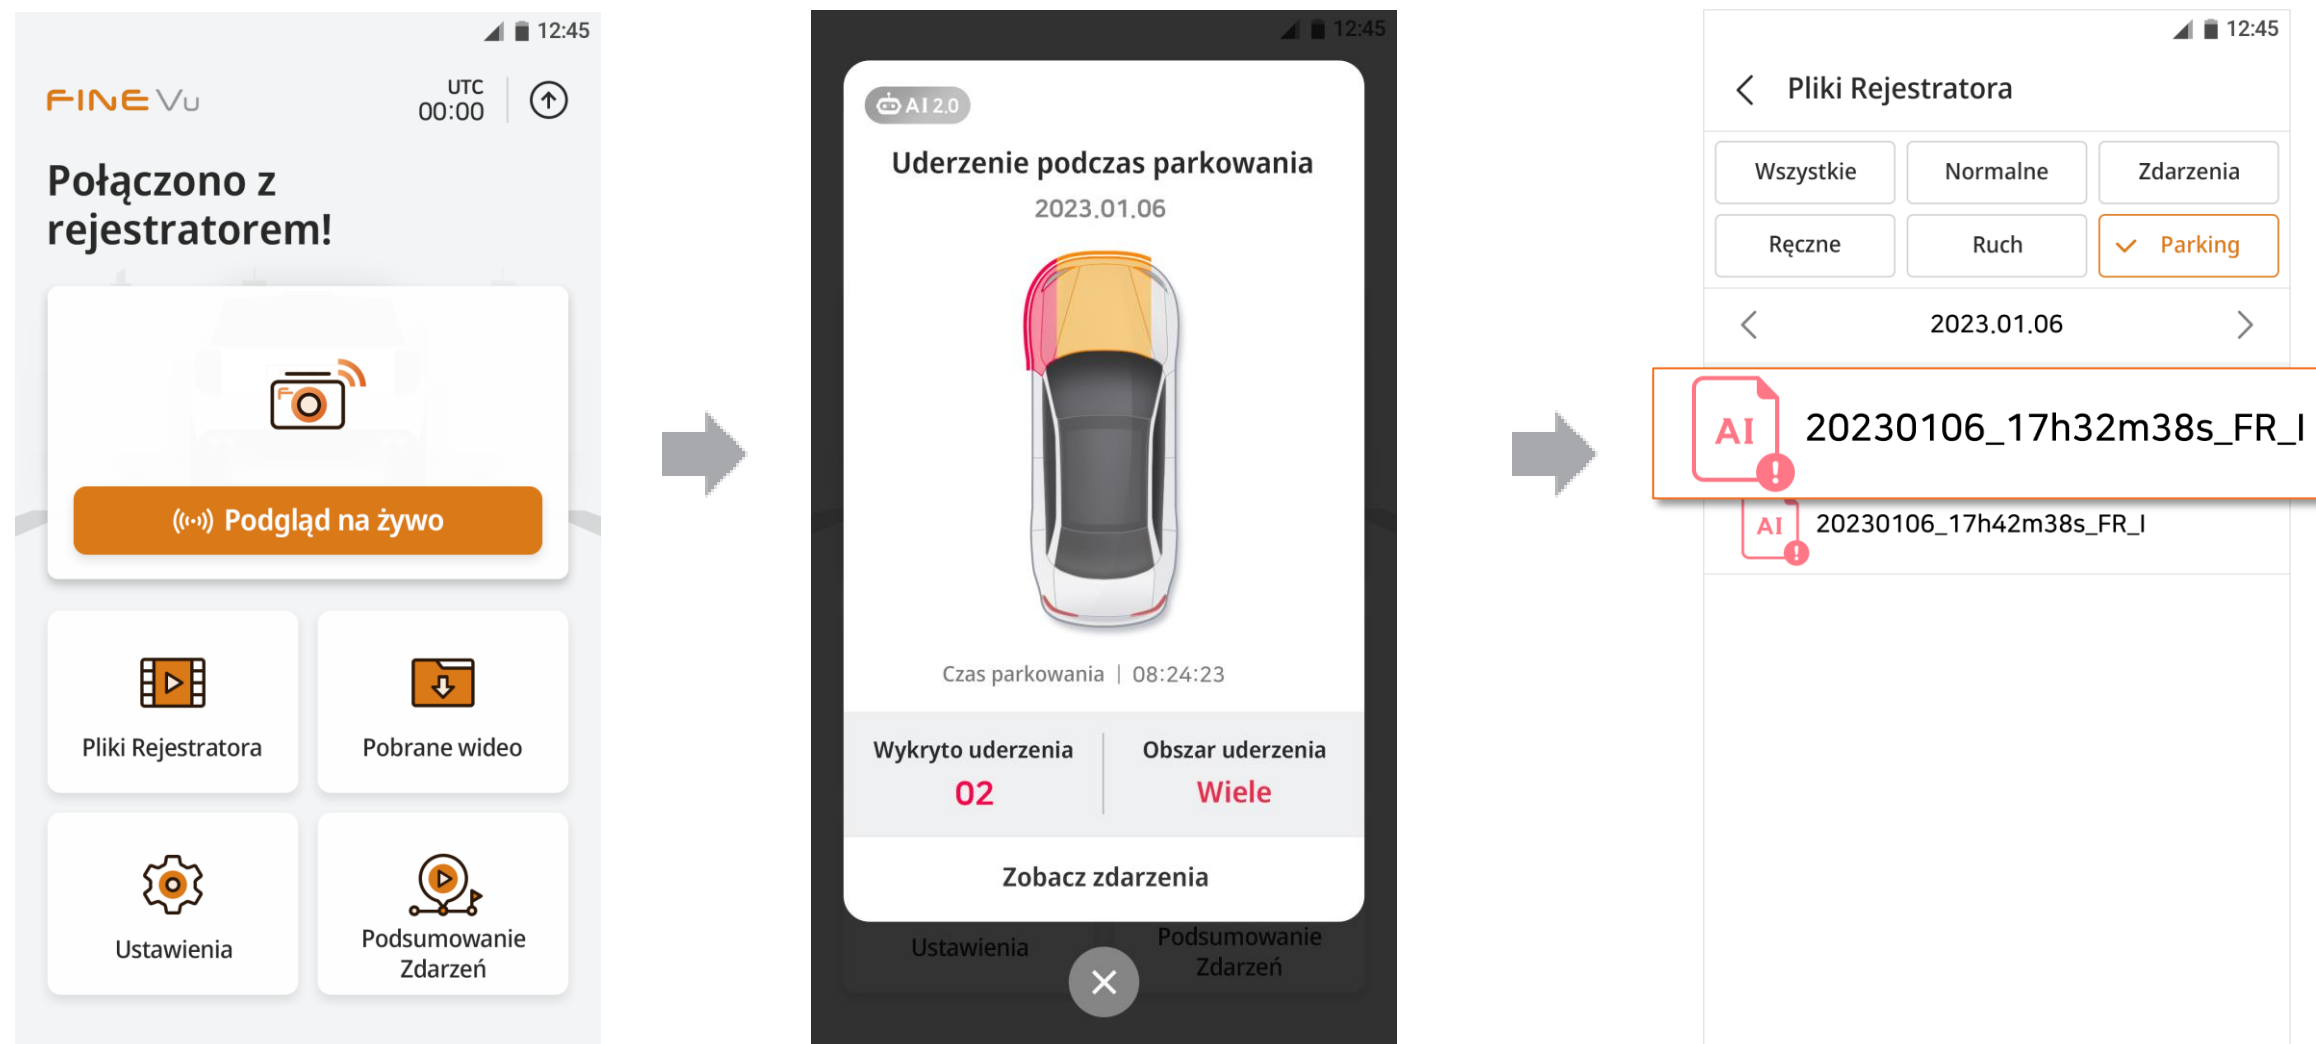 12:45
FINEVu
UTC
00:00
Połączono z
rejestratorem!
F
Podgląd na żywo
Pliki Rejestratora
Pobrane wideo
Ustawienia
Podsumowanie
Zdarzeń
12:45
AI 2.0
Uderzenie podczas parkowania
2023.01.06
Czas parkowania | 08:24:23
Wykryto uderzenia
02
Obszar uderzenia
Wiele
Zobacz zdarzenia
Ustawienia
Podsumowanie
Zdarzeń
12:45
Pliki Rejestratora
Wszystkie
Normalne
Zdarzenia
Ręczne
Ruch
Parking
2023.01.06
AI 20230106_17h32m38s_FR_I
AI 20230106_17h42m38s_FR_I